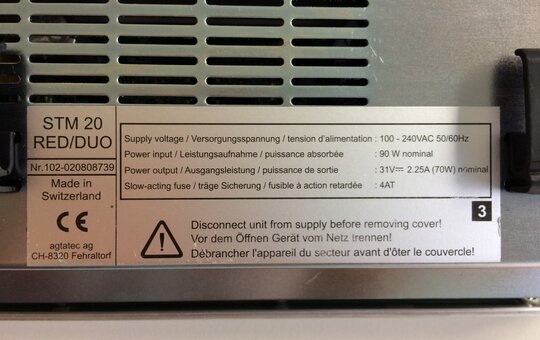 STM 20
RED/DUO
Nr.102-020808739
Made in
Switzerland
CE
agtatec ag
CH-8320 Fehraltorf
Supply voltage / Versorgungsspannung / tension d'alimentation : 100 - 240VAC 50/60Hz
Power input / Leistungsaufnahme / puissance absorbée : 90 W nominal
Power output / Ausgangsleistung / puissance de sortie : 31V⎓ 2.25A (70W) nominal
Slow-acting fuse / träge Sicherung / fusible à action retardée : 4AT
3
Disconnect unit from supply before removing cover!
Vor dem Öffnen Gerät vom Netz trennen!
Débrancher l'appareil du secteur avant d'ôter le couvercle!